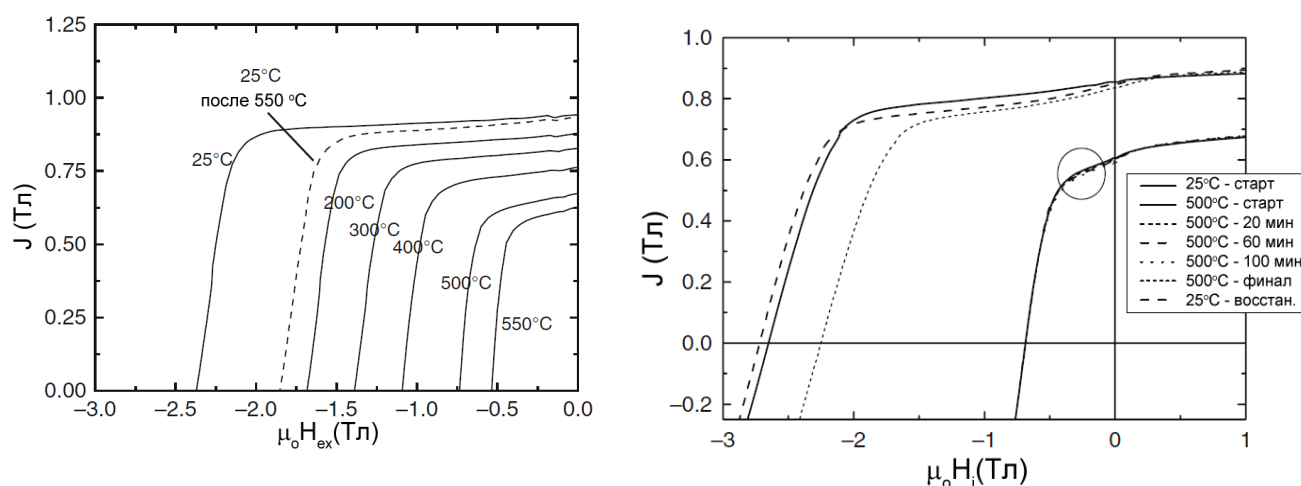 1.25
1.00
0.75
0.50
0.25
0.00
J (Тл)
25°C
после 550 °C
25°C
200°C
300°C
400°C
500°C
550°C
−3.0 −2.5 −2.0 −1.5 −1.0 −0.5 0.0
μoHex(Тл)
1.0
0.8
0.6
0.4
0.2
0.0
−0.2
J (Тл)
25°C - старт
500°C - старт
500°C - 20 мин
500°C - 60 мин
500°C - 100 мин
500°C - финал
25°C - восстан.
−3 −2 −1 0 1
μoHi(Тл)